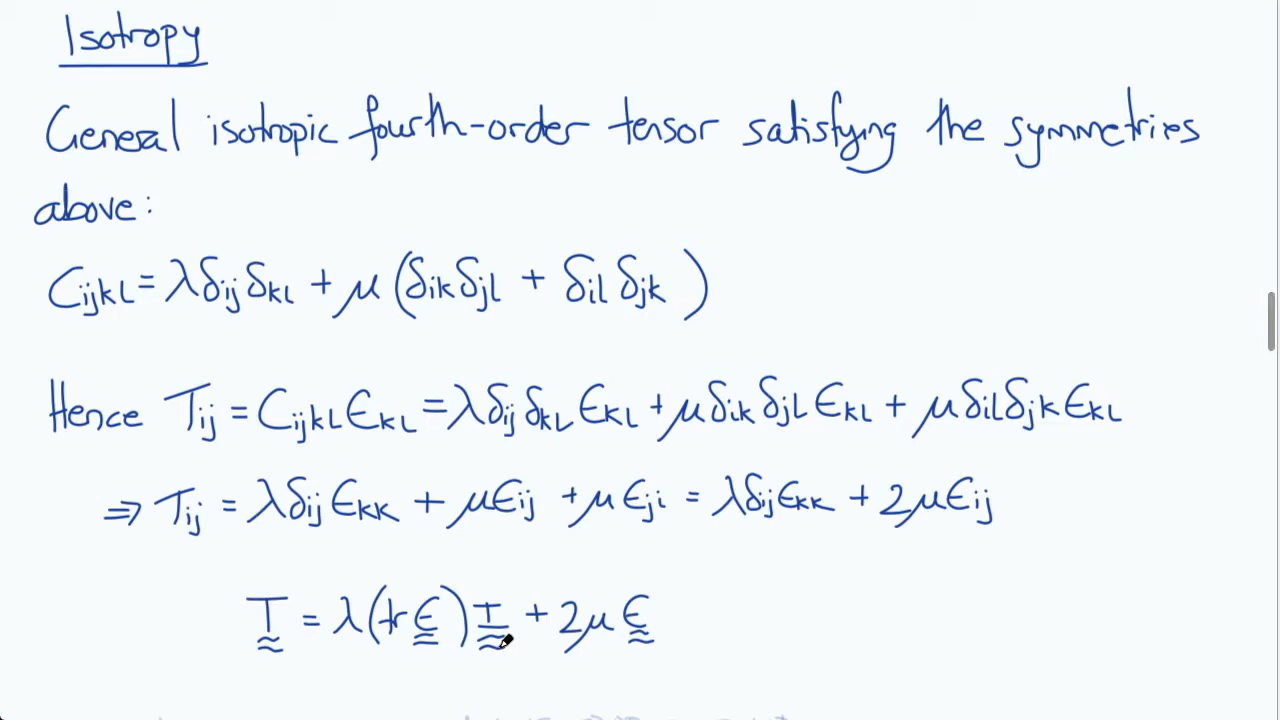 Isotropy
General isotropic fourth-order tensor satisfying the symmetries
above:
Cijkl = λδijδkl + μ(δikδjl + δilδjk)
Hence Tij = Cijklϵkl = λδijδklϵkl + μδikδjlϵkl + μδilδjkϵkl
⇒ Tij = λδijϵkk + μϵij + μϵji = λδijϵkk + 2μϵij
T = λ(tr ϵ)I + 2μϵ